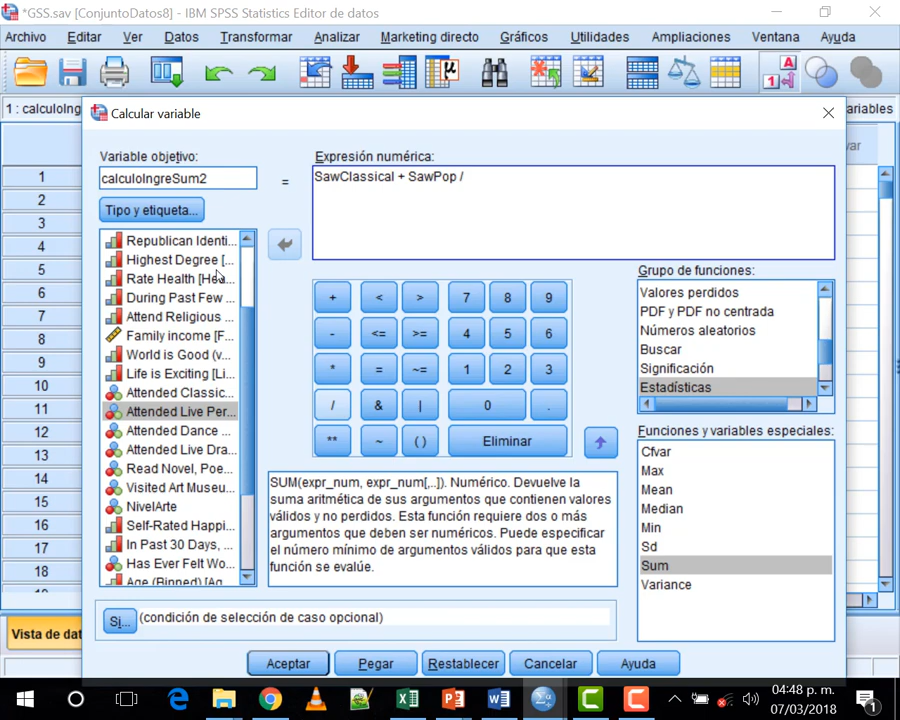 *GSS.sav [ConjuntoDatos8] - IBM SPSS Statistics Editor de datos
Archivo Editar Ver Datos Transformar Analizar Marketing directo Gráficos Utilidades Ampliaciones Ventana Ayuda
1 : calculoIng
ariables
var
Calcular variable
Variable objetivo:
Expresión numérica:
calculoIngreSum2
=
SawClassical + SawPop /
Tipo y etiqueta...
Republican Identi...
Highest Degree [...
Rate Health [Hea...
During Past Few ...
Attend Religious ...
Family income [F...
World is Good (v...
Life is Exciting [Li...
Attended Classic...
Attended Live Per...
Attended Dance ...
Attended Live Dra...
Read Novel, Poe...
Visited Art Museu...
NivelArte
Self-Rated Happi...
In Past 30 Days, ...
Has Ever Felt Wo...
Age (Binned) [Ag...
+ < > 7 8 9
- <= >= 4 5 6
* = ~= 1 2 3
/ & | 0 .
** ~ ( ) Eliminar
Grupo de funciones:
Valores perdidos
PDF y PDF no centrada
Números aleatorios
Buscar
Significación
Estadísticas
Funciones y variables especiales:
Cfvar
Max
Mean
Median
Min
Sd
Sum
Variance
SUM(expr_num, expr_num[,..]). Numérico. Devuelve la
suma aritmética de sus argumentos que contienen valores
válidos y no perdidos. Esta función requiere dos o más
argumentos que deben ser numéricos. Puede especificar
el número mínimo de argumentos válidos para que esta
función se evalúe.
Si... (condición de selección de caso opcional)
Aceptar Pegar Restablecer Cancelar Ayuda
1
2
3
4
5
6
7
8
9
10
11
12
13
14
15
16
17
18
Vista de dat
04:48 p. m.
07/03/2018
1